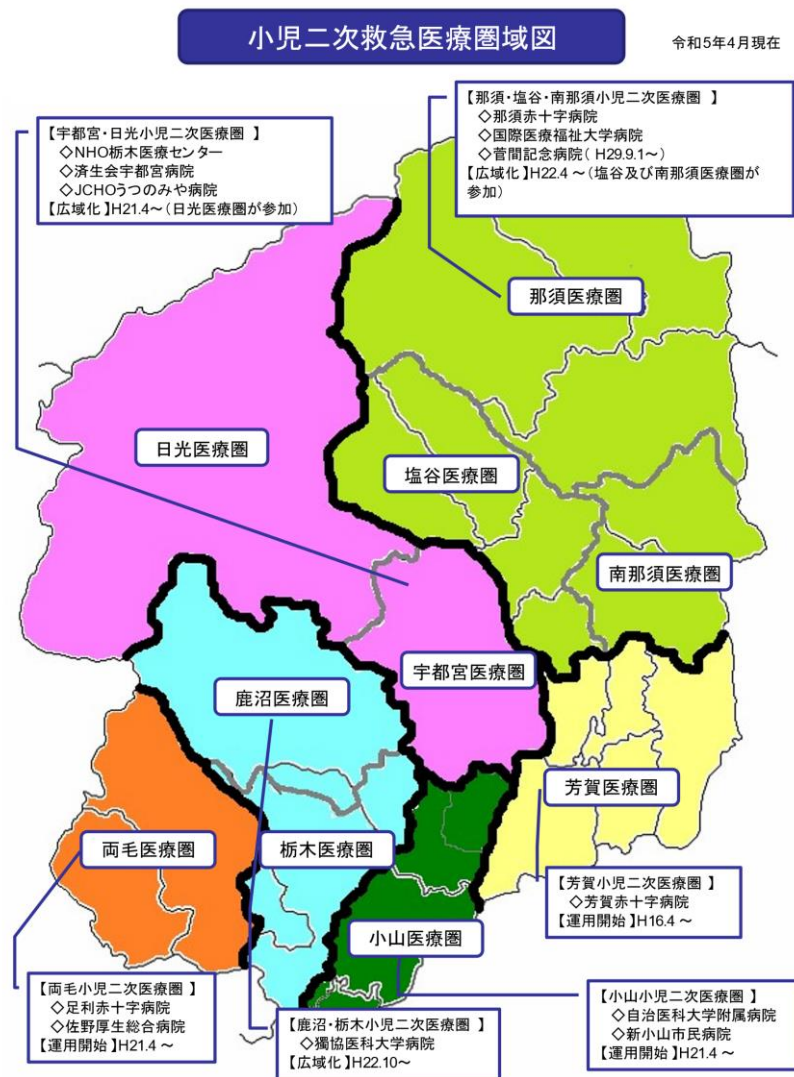 小児二次救急医療圏域図
令和5年4月現在
【宇都宮・日光小児二次医療圏 】
◇NHO栃木医療センター
◇済生会宇都宮病院
◇JCHOうつのみや病院
【広域化】H21.4~(日光医療圏が参加)
【那須・塩谷・南那須小児二次医療圏 】
◇那須赤十字病院
◇国際医療福祉大学病院
◇菅間記念病院( H29.9.1~)
【広域化】H22.4 ~(塩谷及び南那須医療圏が
参加)
那須医療圏
日光医療圏
塩谷医療圏
南那須医療圏
宇都宮医療圏
鹿沼医療圏
芳賀医療圏
両毛医療圏
栃木医療圏
小山医療圏
【芳賀小児二次医療圏 】
◇芳賀赤十字病院
【運用開始】H16.4 ~
【両毛小児二次医療圏 】
◇足利赤十字病院
◇佐野厚生総合病院
【運用開始】H21.4 ~
【鹿沼・栃木小児二次医療圏 】
◇獨協医科大学病院
【広域化】H22.10~
【小山小児二次医療圏 】
◇自治医科大学附属病院
◇新小山市民病院
【運用開始】H21.4 ~